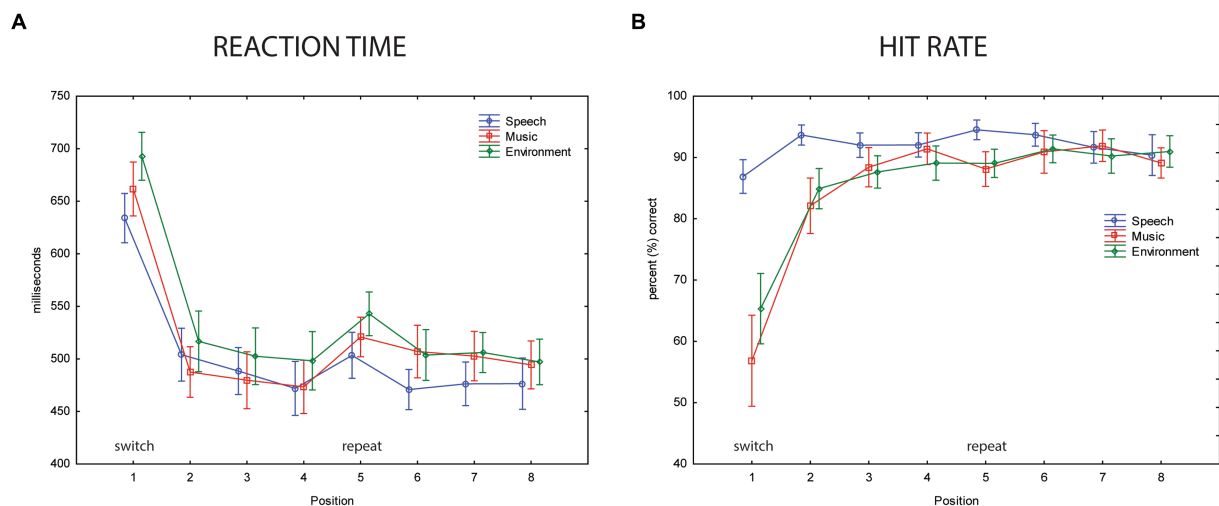 A
REACTION TIME
750
700
650
600
550
500
450
400
milliseconds
Speech
Music
Environment
switch
repeat
1 2 3 4 5 6 7 8
Position
B
HIT RATE
100
90
80
70
60
50
40
percent (%) correct
Speech
Music
Environment
switch
repeat
1 2 3 4 5 6 7 8
Position